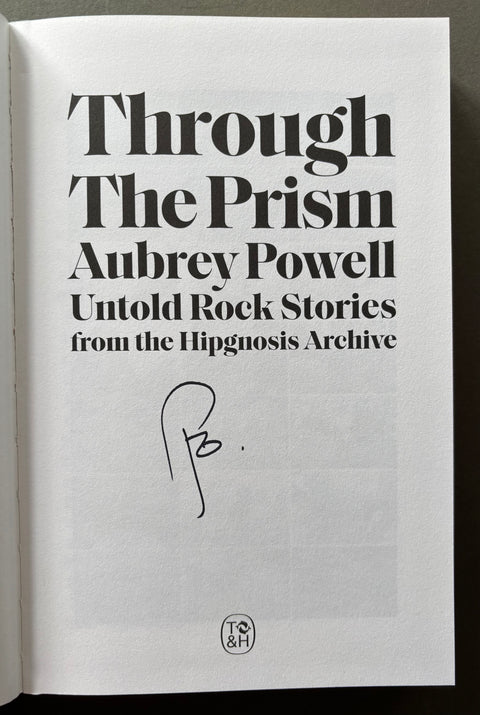 Through
The Prism
Aubrey Powell
Untold Rock Stories
from the Hipgnosis Archive
T
&H